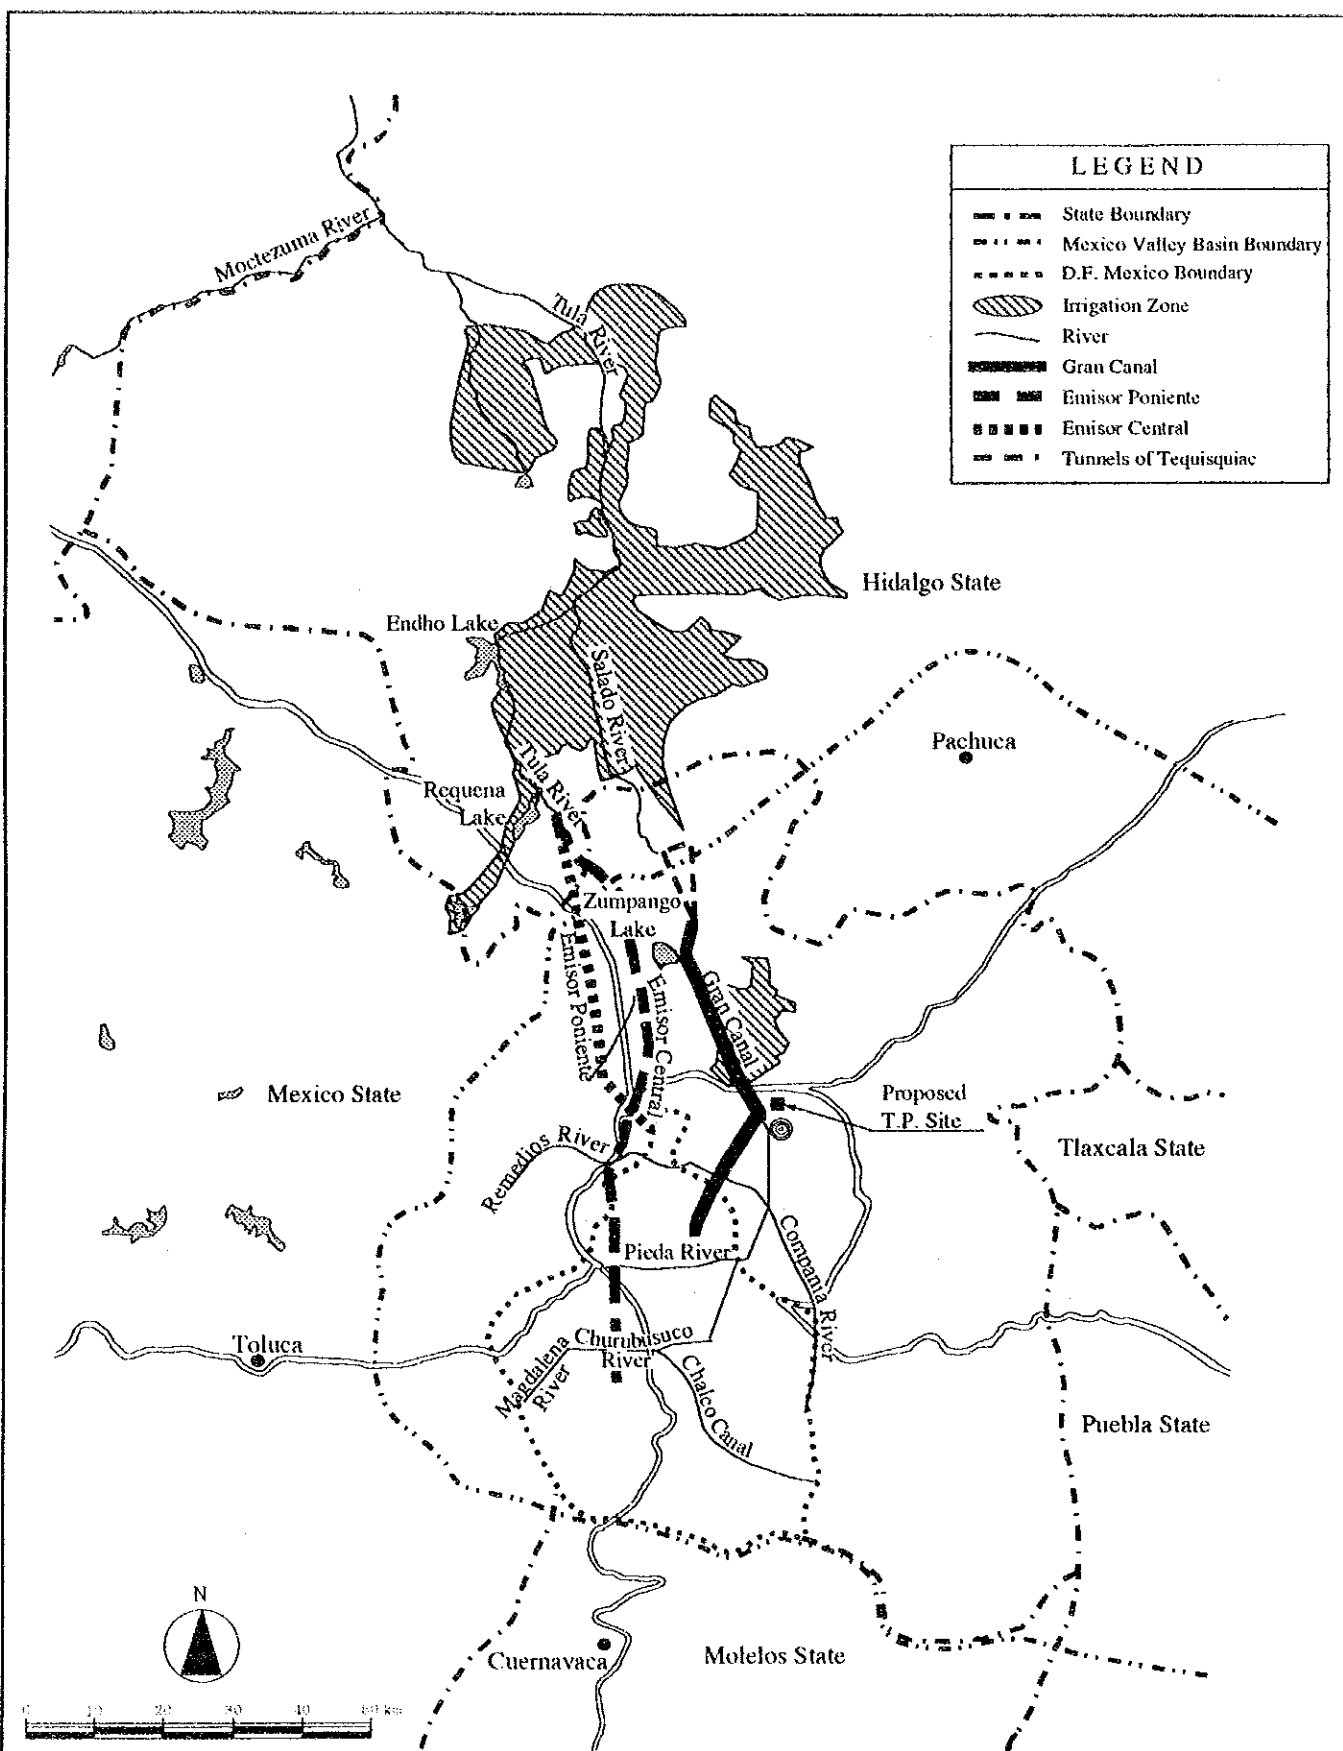 LEGEND
State Boundary
Mexico Valley Basin Boundary
D.F. Mexico Boundary
Irrigation Zone
River
Gran Canal
Emisor Poniente
Emisor Central
Tunnels of Tequisquiac
Moctezuma River
Tula River
Hidalgo State
Endho Lake
Salado River
Pachuca
Tula River
Requena
Lake
Zumpango
Lake
Emisor Poniente
Emisor Central
Gran Canal
Mexico State
Proposed
T.P. Site
Tlaxcala State
Remedios River
Pieda River
Compania River
Toluca
Churubusuco
River
Magdalena
River
Chalco Canal
Puebla State
N
Cuernavaca
Molelos State
0 10 20 30 40 50 km